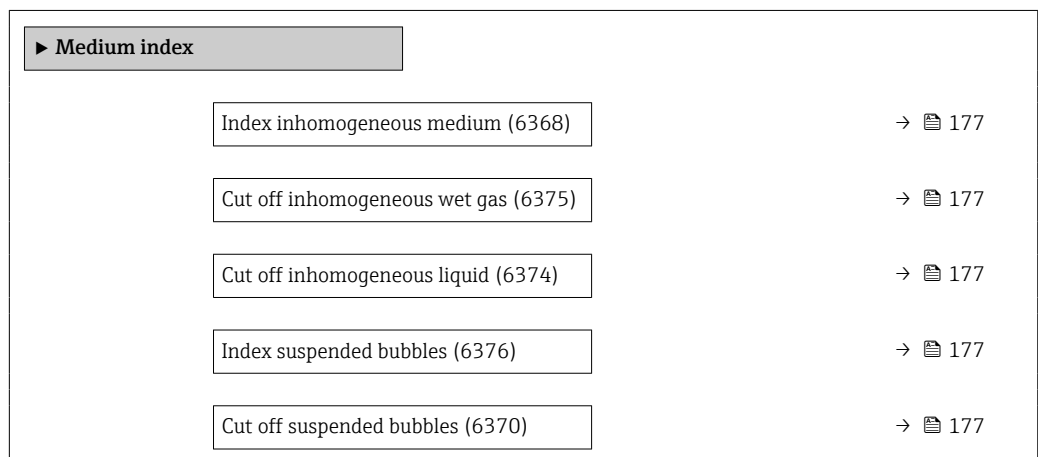 ▶ Medium index
Index inhomogeneous medium (6368) → 177
Cut off inhomogeneous wet gas (6375) → 177
Cut off inhomogeneous liquid (6374) → 177
Index suspended bubbles (6376) → 177
Cut off suspended bubbles (6370) → 177